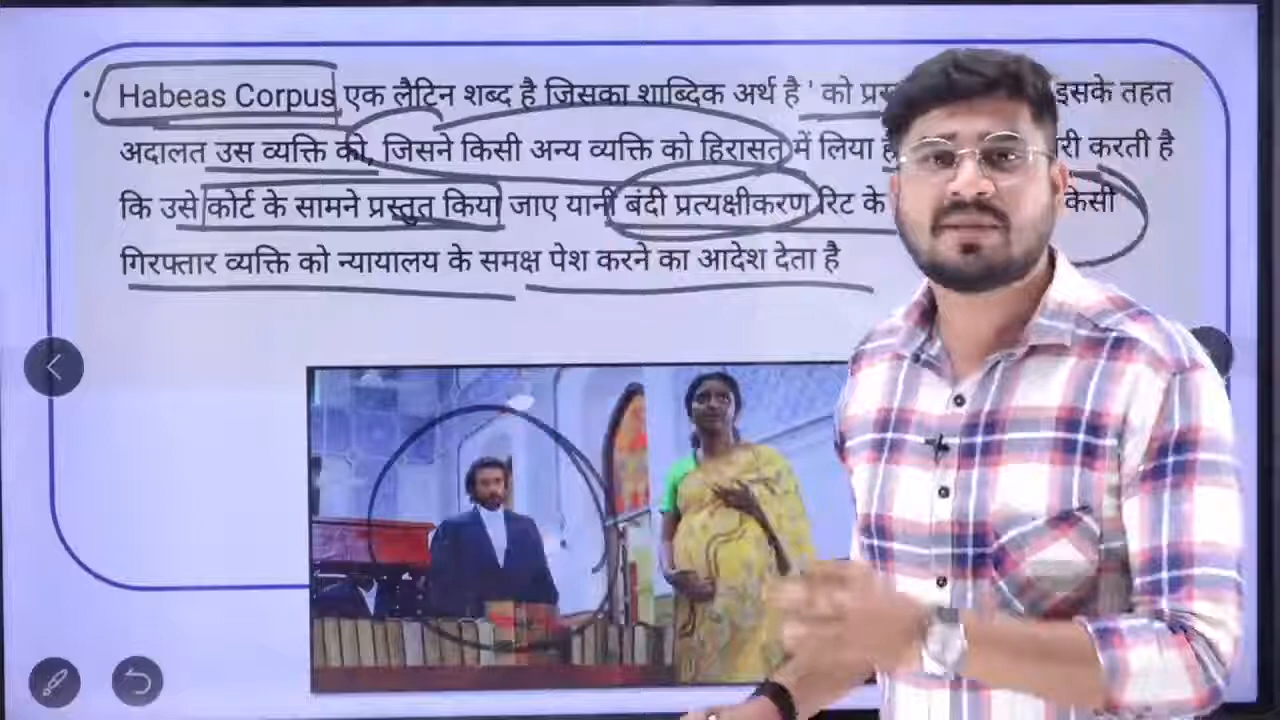 Habeas Corpus एक लैटिन शब्द है जिसका शाब्दिक अर्थ है ' को इसके तहत
अदालत उस व्यक्ति को, जिसने किसी अन्य व्यक्ति को हिरासत में लिया करती है
कि उसे कोर्ट के सामने प्रस्तुत किया जाए यानी बंदी प्रत्यक्षीकरण रिट के
गिरफ्तार व्यक्ति को न्यायालय के समक्ष पेश करने का आदेश देता है